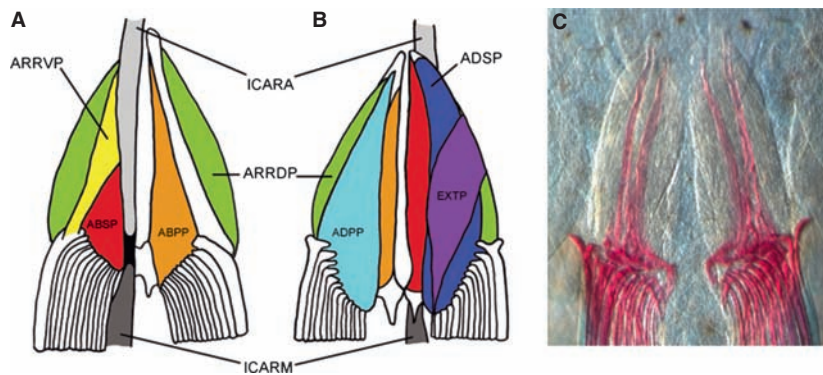 A
B
C
ARRVP
ICARA
ADSP
ARRDP
EXTP
ABSP
ABPP
ADPP
ICARM